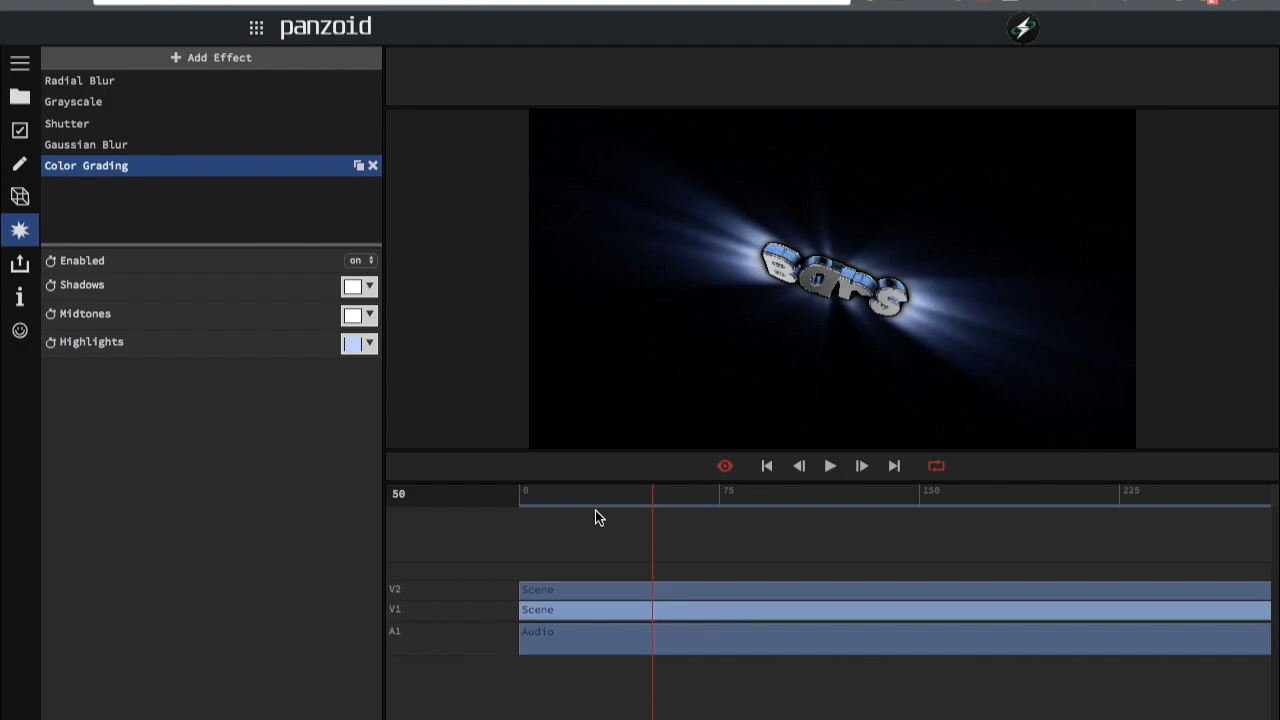 panzoid
+ Add Effect
Radial Blur
Grayscale
Shutter
Gaussian Blur
Color Grading
Enabled
on
Shadows
Midtones
Highlights
Bars
50
0
75
150
225
V2
Scene
V1
Scene
A1
Audio